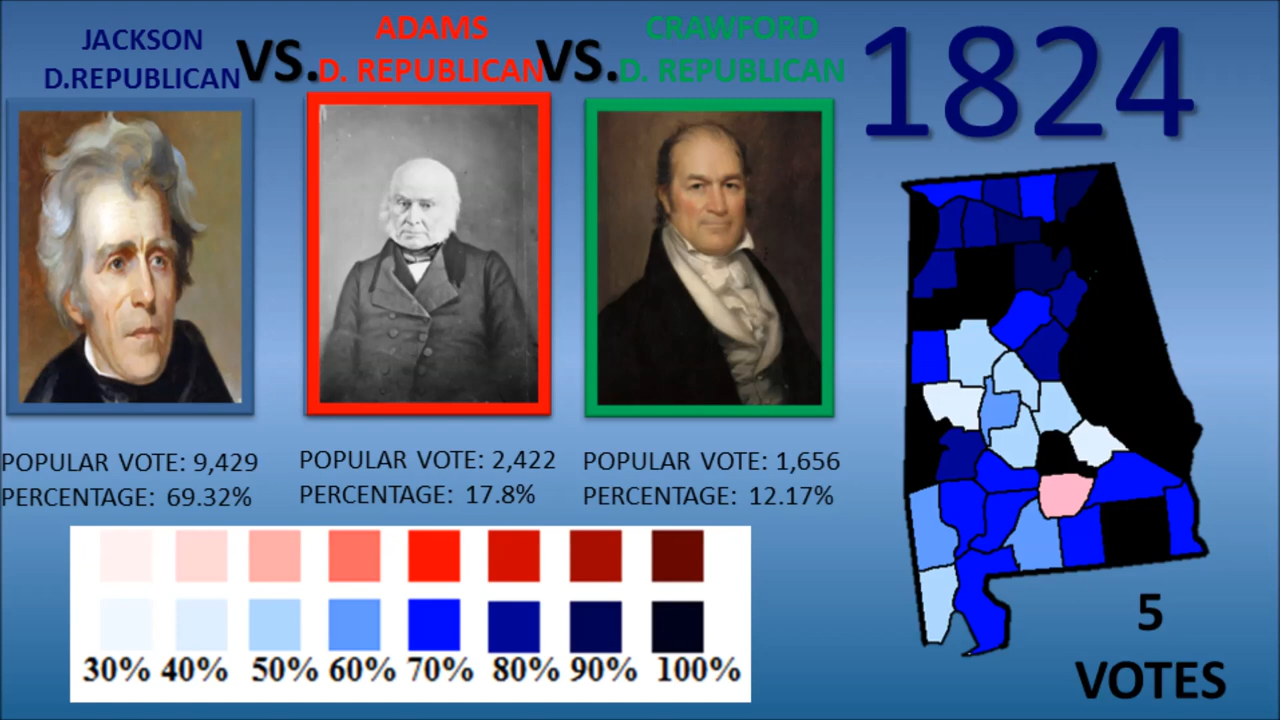 JACKSON
D.REPUBLICAN
VS.
ADAMS
D. REPUBLICAN
VS.
CRAWFORD
D. REPUBLICAN
1824
POPULAR VOTE: 9,429
PERCENTAGE: 69.32%
POPULAR VOTE: 2,422
PERCENTAGE: 17.8%
POPULAR VOTE: 1,656
PERCENTAGE: 12.17%
30% 40% 50% 60% 70% 80% 90% 100%
5
VOTES